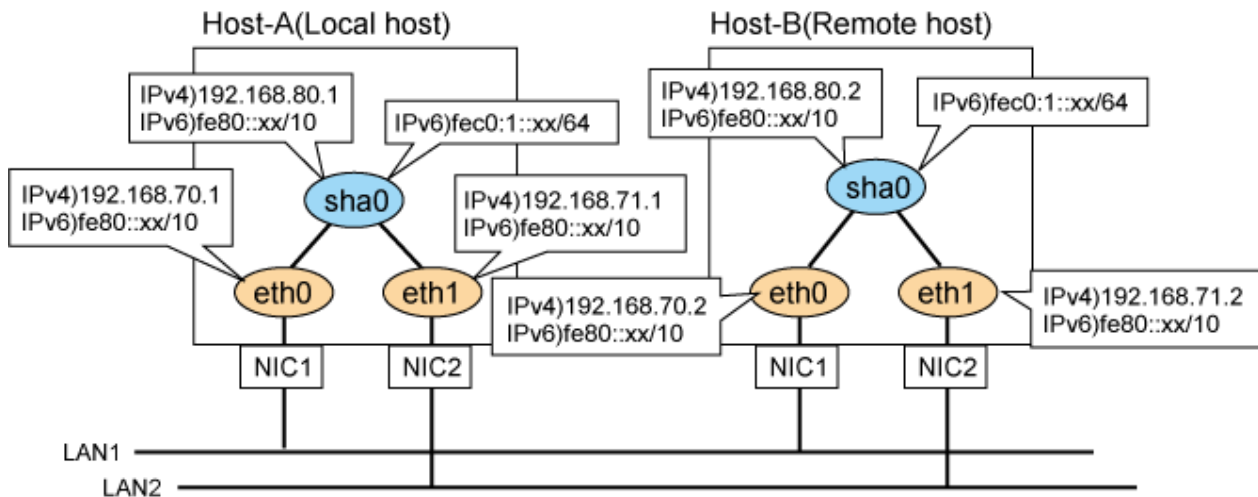 Host-A(Local host)
Host-B(Remote host)
IPv4)192.168.80.1
IPv6)fe80::xx/10
IPv6)fec0:1::xx/64
IPv4)192.168.80.2
IPv6)fe80::xx/10
IPv6)fec0:1::xx/64
IPv4)192.168.70.1
IPv6)fe80::xx/10
sha0
IPv4)192.168.71.1
IPv6)fe80::xx/10
sha0
eth0
eth1
IPv4)192.168.70.2
IPv6)fe80::xx/10
eth0
eth1
IPv4)192.168.71.2
IPv6)fe80::xx/10
NIC1
NIC2
NIC1
NIC2
LAN1
LAN2